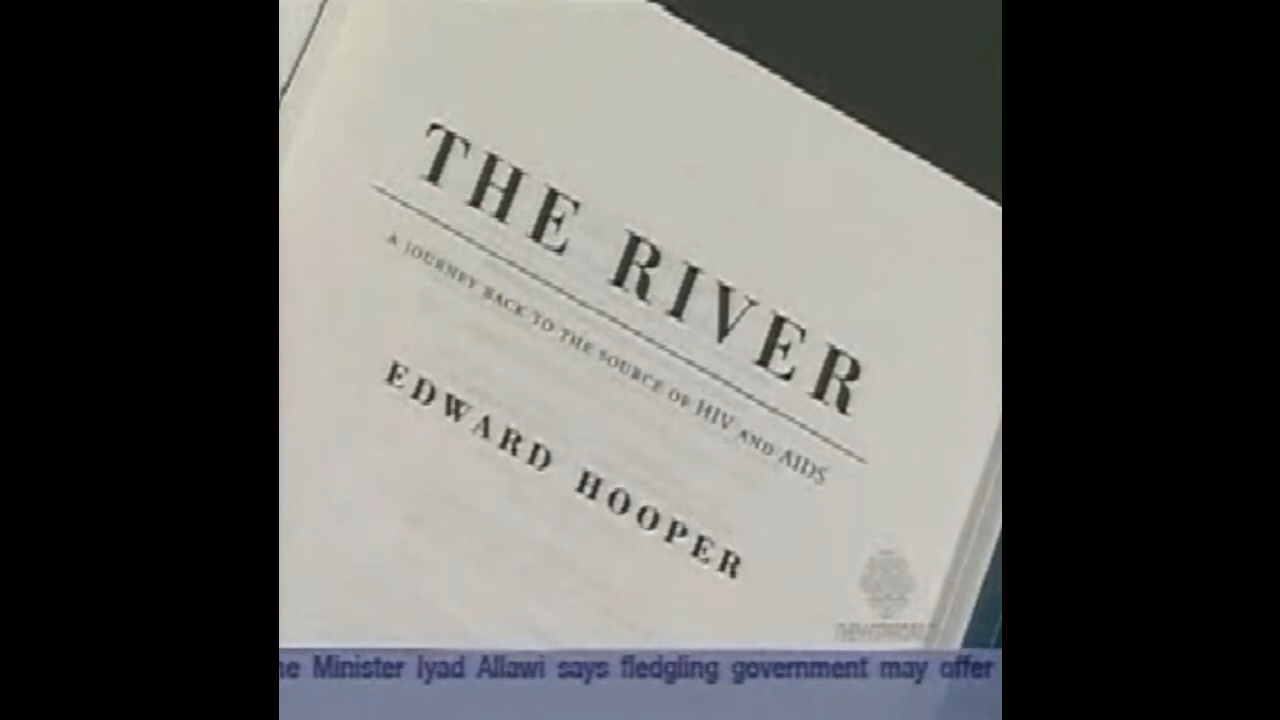 THE RIVER
A JOURNEY BACK TO THE SOURCE OF HIV AND AIDS
EDWARD HOOPER
Minister Iyad Allawi says fledgling government may offer